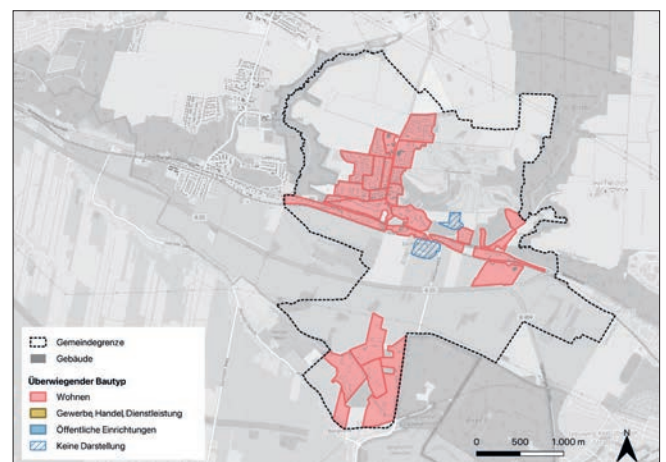 Gemeindegrenze
Gebäude
Überwiegender Bautyp
Wohnen
Gewerbe, Handel, Dienstleistung
Öffentliche Einrichtungen
Keine Darstellung
N
0 500 1.000 m